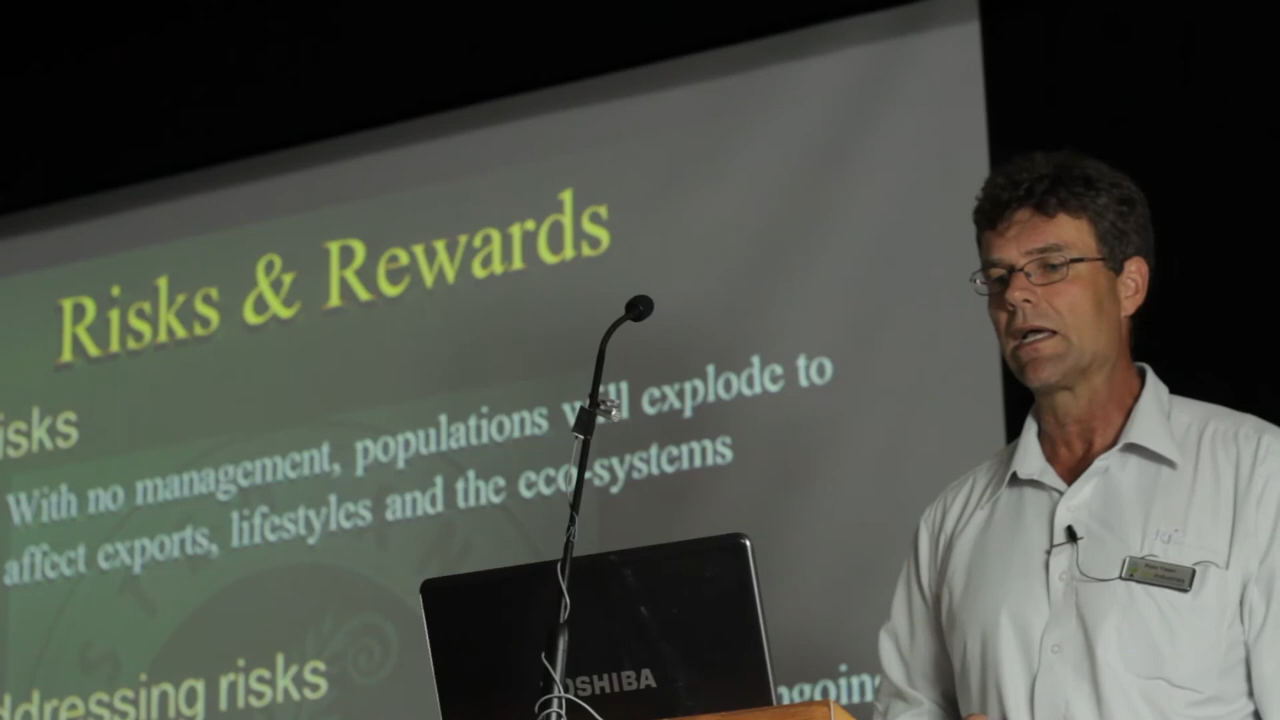 Risks & Rewards
isks
With no management, populations will explode to
affect exports, lifestyles and the eco-systems
ddressing risks
ngoing
OSHIBA